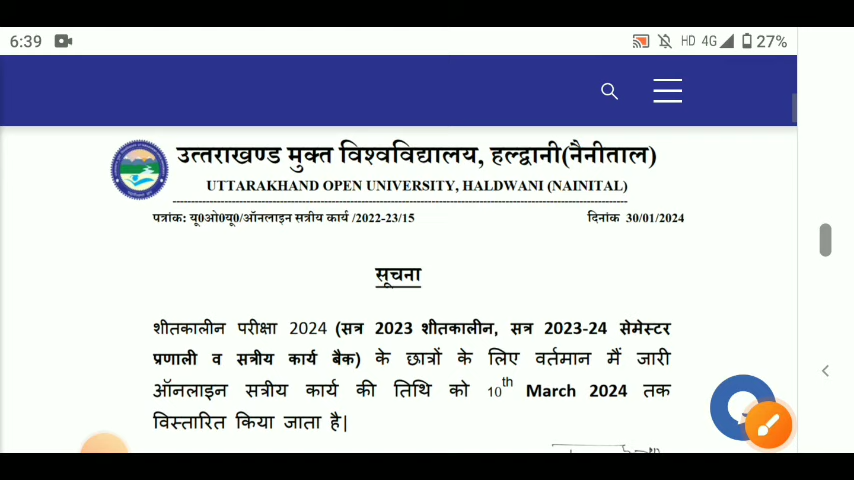 6:39 HD 4G 27%
उत्तराखण्ड मुक्त विश्वविद्यालय, हल्द्वानी(नैनीताल)
UTTARAKHAND OPEN UNIVERSITY, HALDWANI (NAINITAL)
पत्रांक: यू0ओ0यू0/ऑनलाइन सत्रीय कार्य /2022-23/15 दिनांक 30/01/2024
सूचना
शीतकालीन परीक्षा 2024 (सत्र 2023 शीतकालीन, सत्र 2023-24 सेमेस्टर
प्रणाली व सत्रीय कार्य बैक) के छात्रों के लिए वर्तमान में जारी
ऑनलाइन सत्रीय कार्य की तिथि को 10th March 2024 तक
विस्तारित किया जाता है|